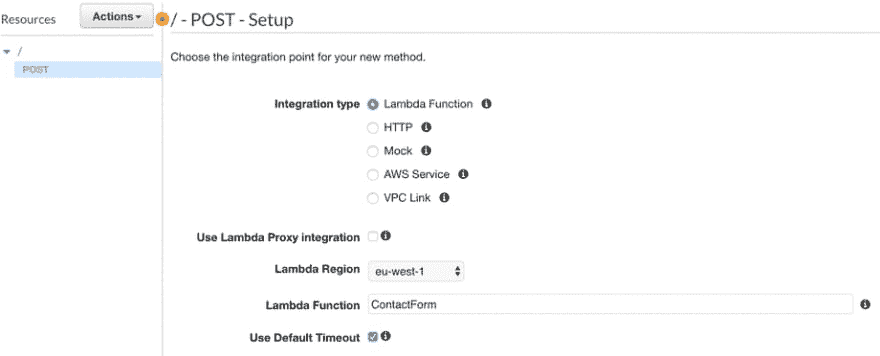 Resources
Actions
/ - POST - Setup
/
POST
Choose the integration point for your new method.
Integration type
Lambda Function
HTTP
Mock
AWS Service
VPC Link
Use Lambda Proxy integration
Lambda Region
eu-west-1
Lambda Function
ContactForm
Use Default Timeout